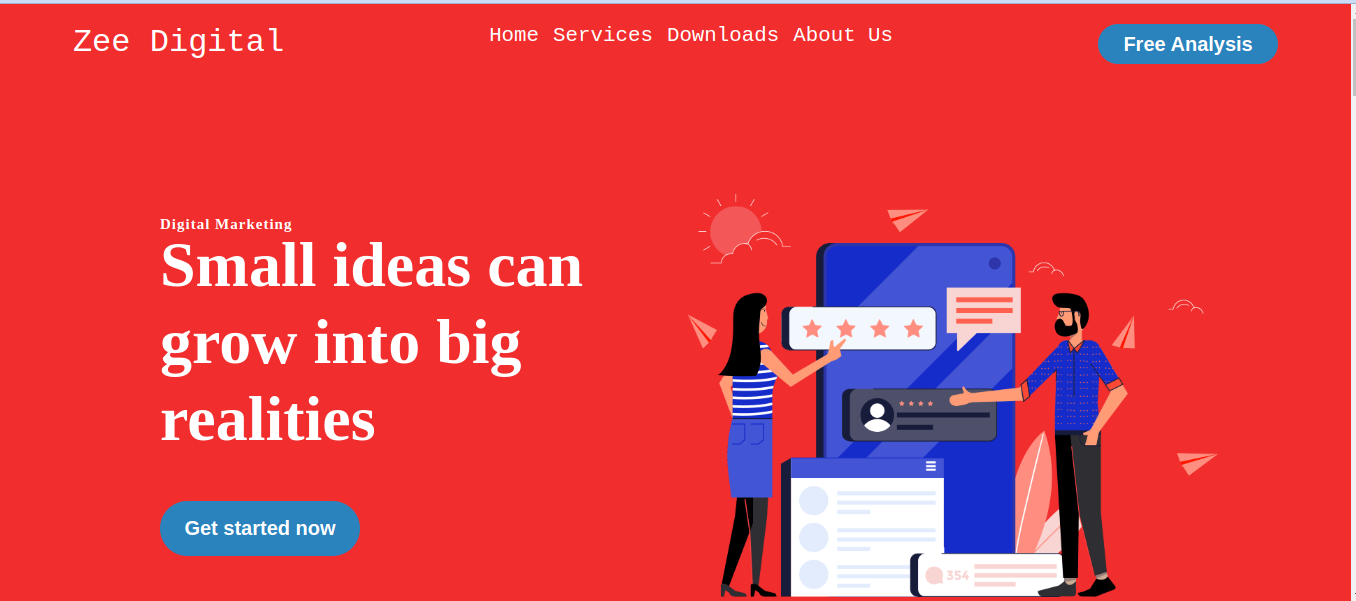 Zee Digital
Home Services Downloads About Us
Free Analysis
Digital Marketing
Small ideas can
grow into big
realities
Get started now
354